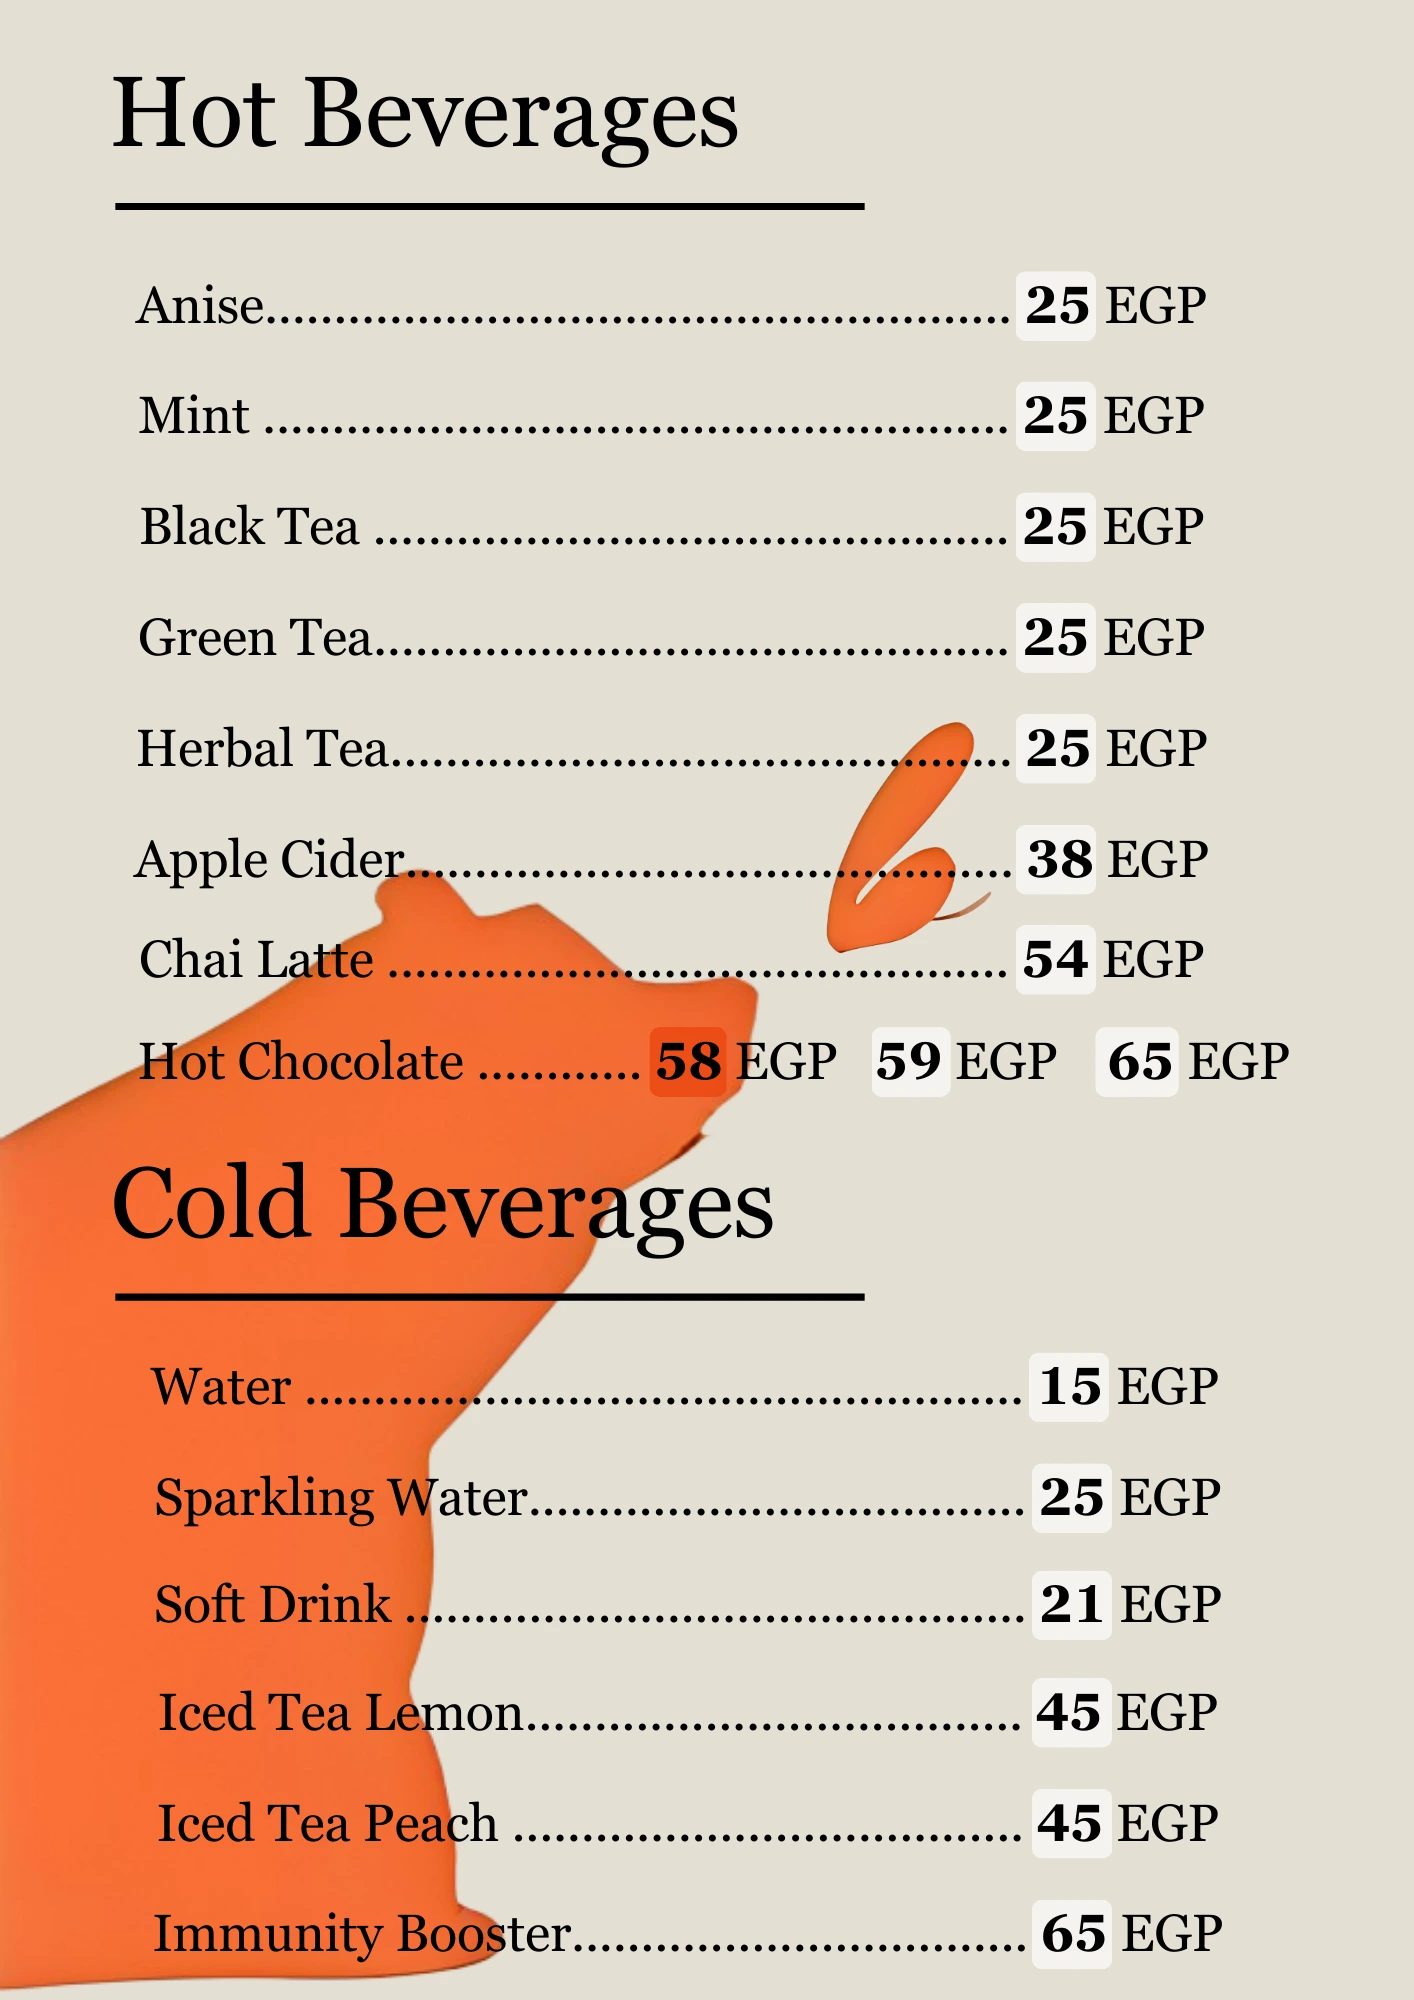 Hot Beverages
Anise...................................................... 25 EGP
Mint ...................................................... 25 EGP
Black Tea .............................................. 25 EGP
Green Tea.............................................. 25 EGP
Herbal Tea............................................. 25 EGP
Apple Cider............................................ 38 EGP
Chai Latte ............................................. 54 EGP
Hot Chocolate ............ 58 EGP 59 EGP 65 EGP
Cold Beverages
Water .................................................... 15 EGP
Sparkling Water.................................... 25 EGP
Soft Drink ............................................. 21 EGP
Iced Tea Lemon.................................... 45 EGP
Iced Tea Peach ..................................... 45 EGP
Immunity Booster................................. 65 EGP